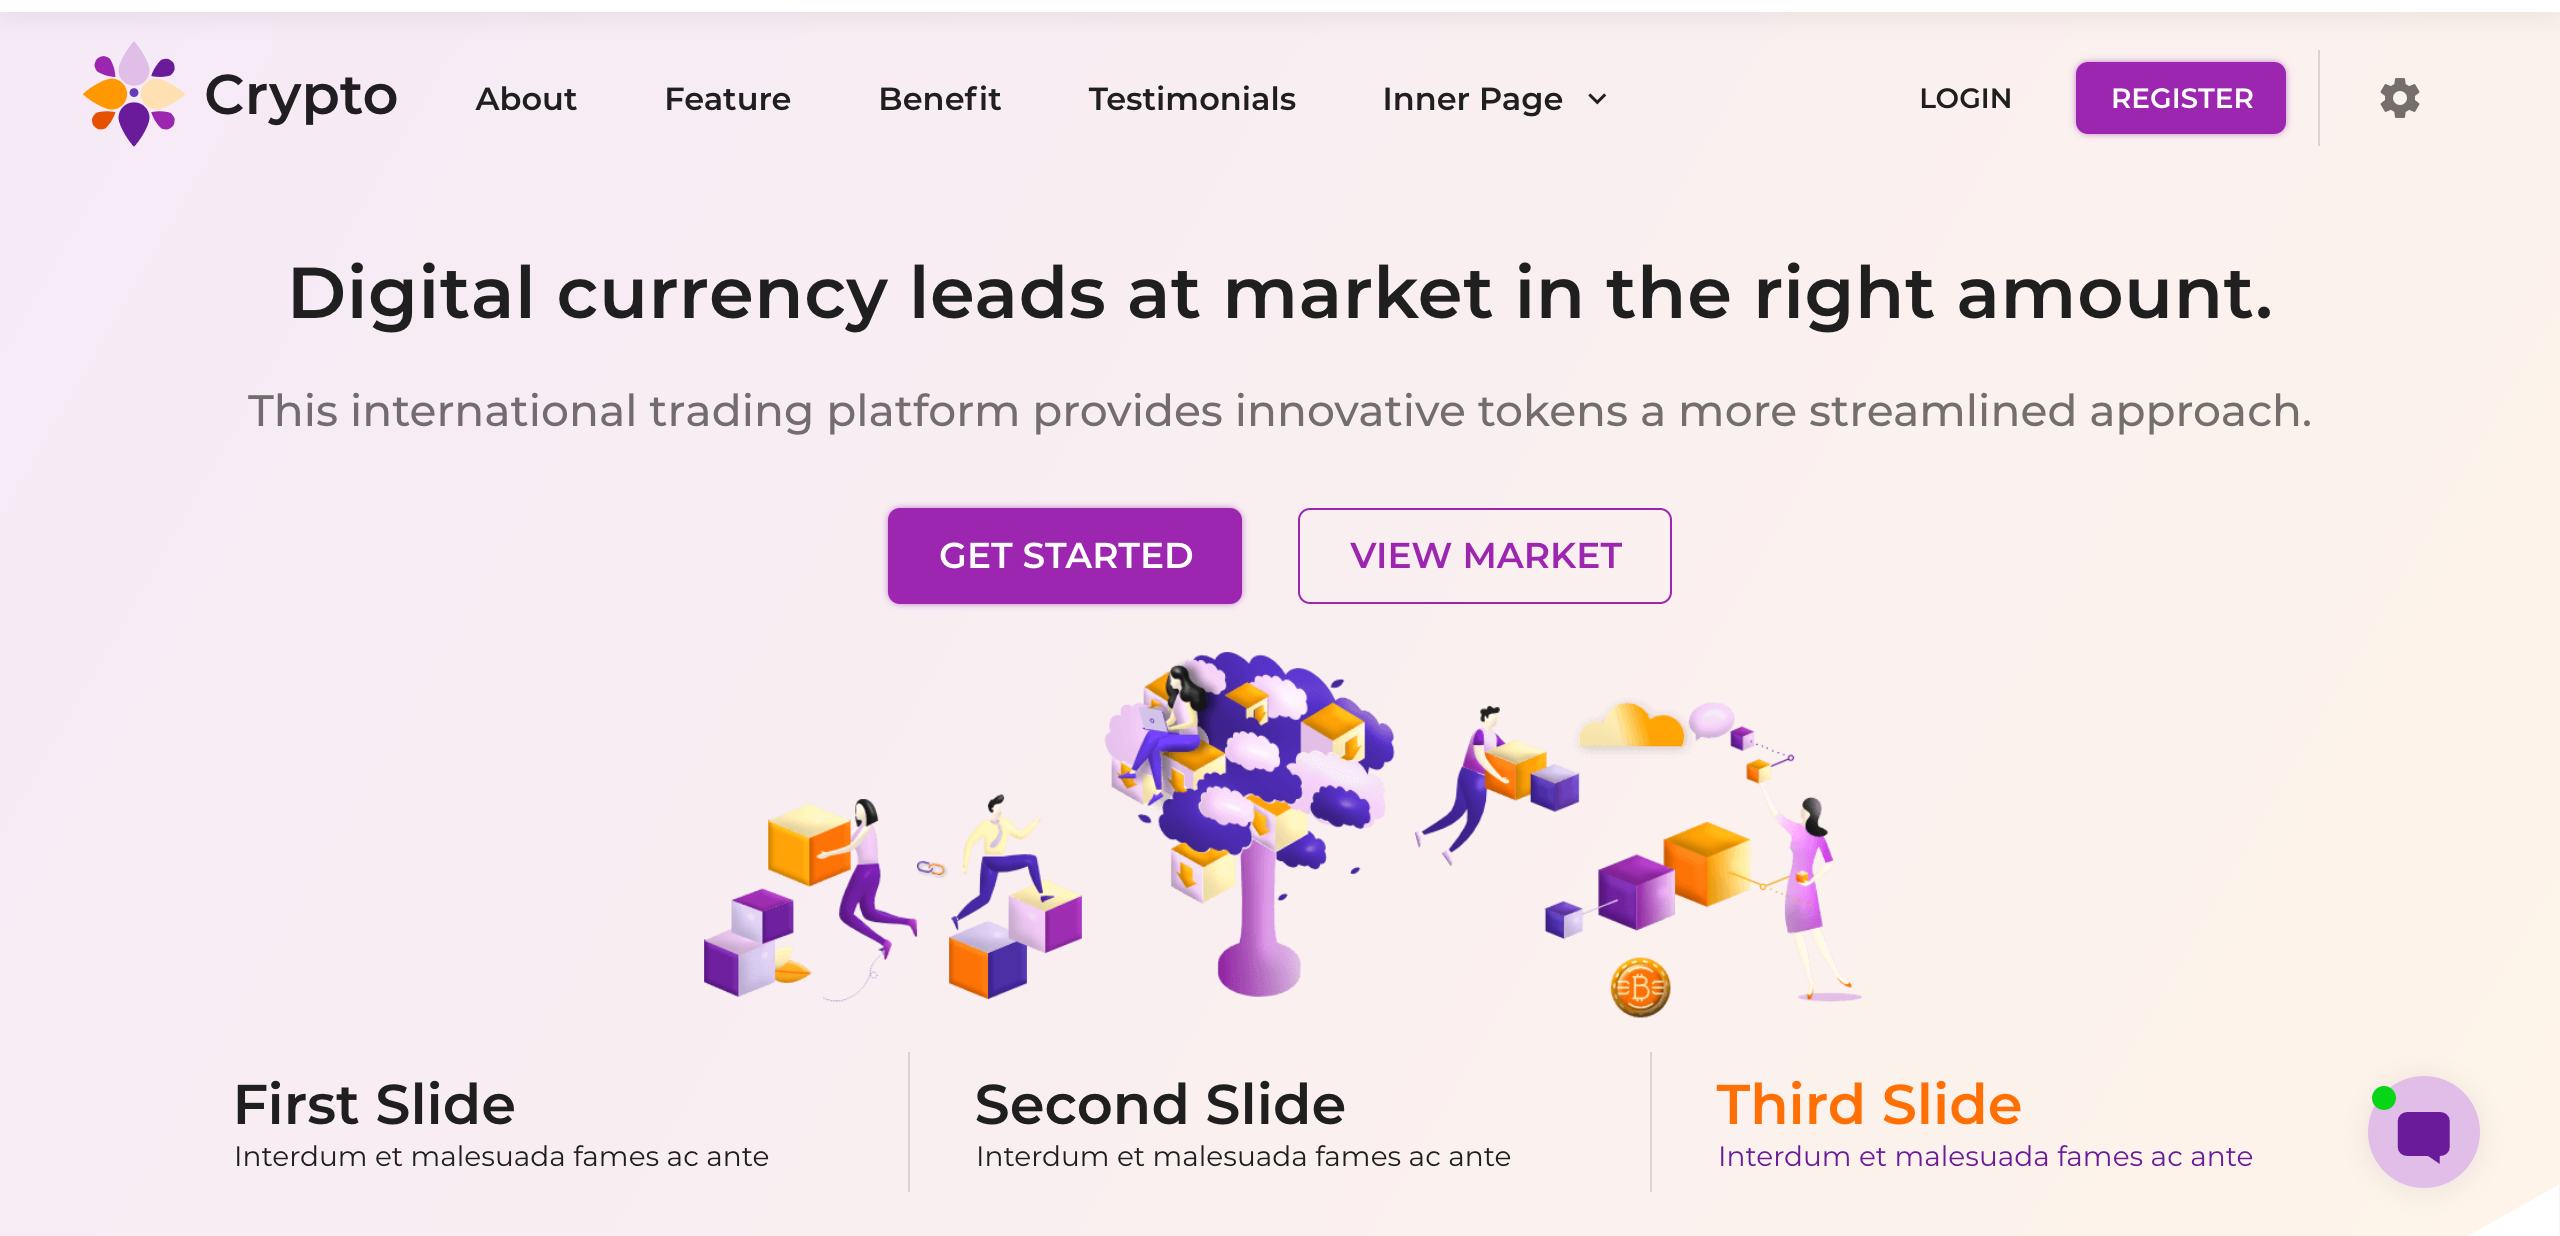 Crypto
About
Feature
Benefit
Testimonials
Inner Page
LOGIN
REGISTER
Digital currency leads at market in the right amount.
This international trading platform provides innovative tokens a more streamlined approach.
GET STARTED
VIEW MARKET
First Slide
Interdum et malesuada fames ac ante
Second Slide
Interdum et malesuada fames ac ante
Third Slide
Interdum et malesuada fames ac ante